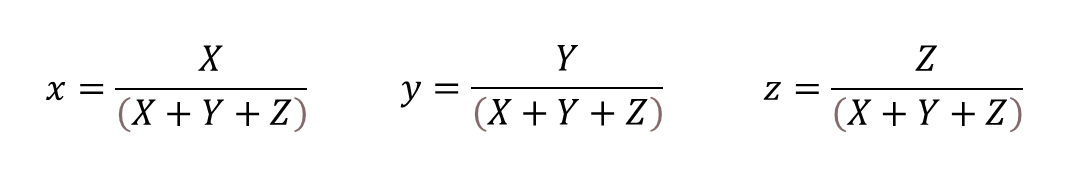 x = X / (X + Y + Z)    y = Y / (X + Y + Z)    z = Z / (X + Y + Z)